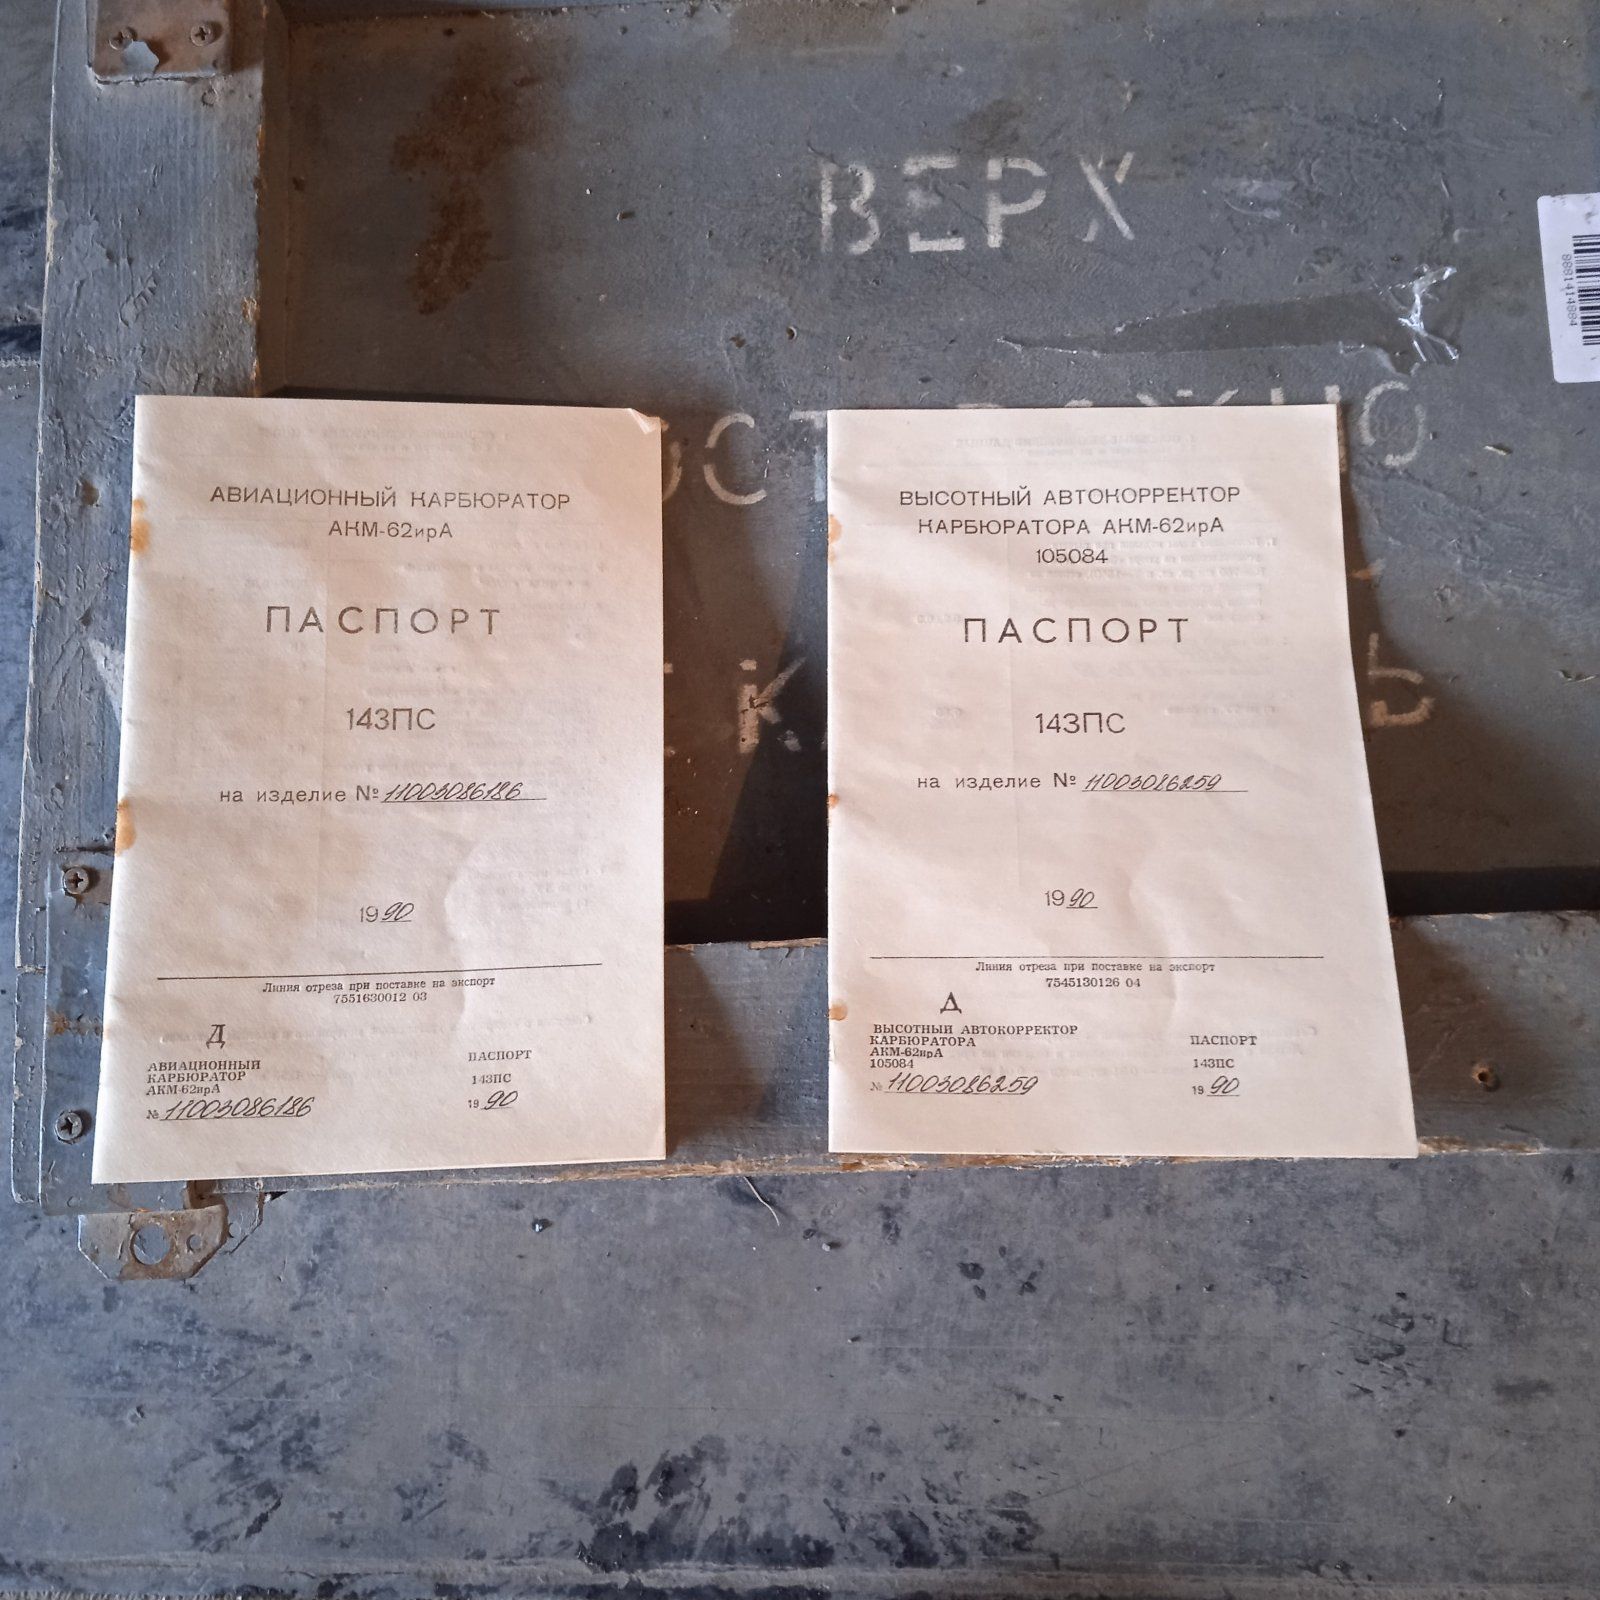 ВЕРХ
88814141884
АВИАЦИОННЫЙ КАРБЮРАТОР
АКМ-62ирА
ПАСПОРТ
143ПС
на изделие № 11003086186
1990
Линия отреза при поставке на экспорт
7551630012 03
Д
АВИАЦИОННЫЙ
КАРБЮРАТОР
АКМ-62ирА
№ 11003086186
ПАСПОРТ
143ПС
1990
ВЫСОТНЫЙ АВТОКОРРЕКТОР
КАРБЮРАТОРА АКМ-62ирА
105084
ПАСПОРТ
143ПС
на изделие № 11003086259
1990
Линия отреза при поставке на экспорт
7545130126 04
Д
ВЫСОТНЫЙ АВТОКОРРЕКТОР
КАРБЮРАТОРА
АКМ-62ирА
105084
№ 11003086259
ПАСПОРТ
143ПС
1990